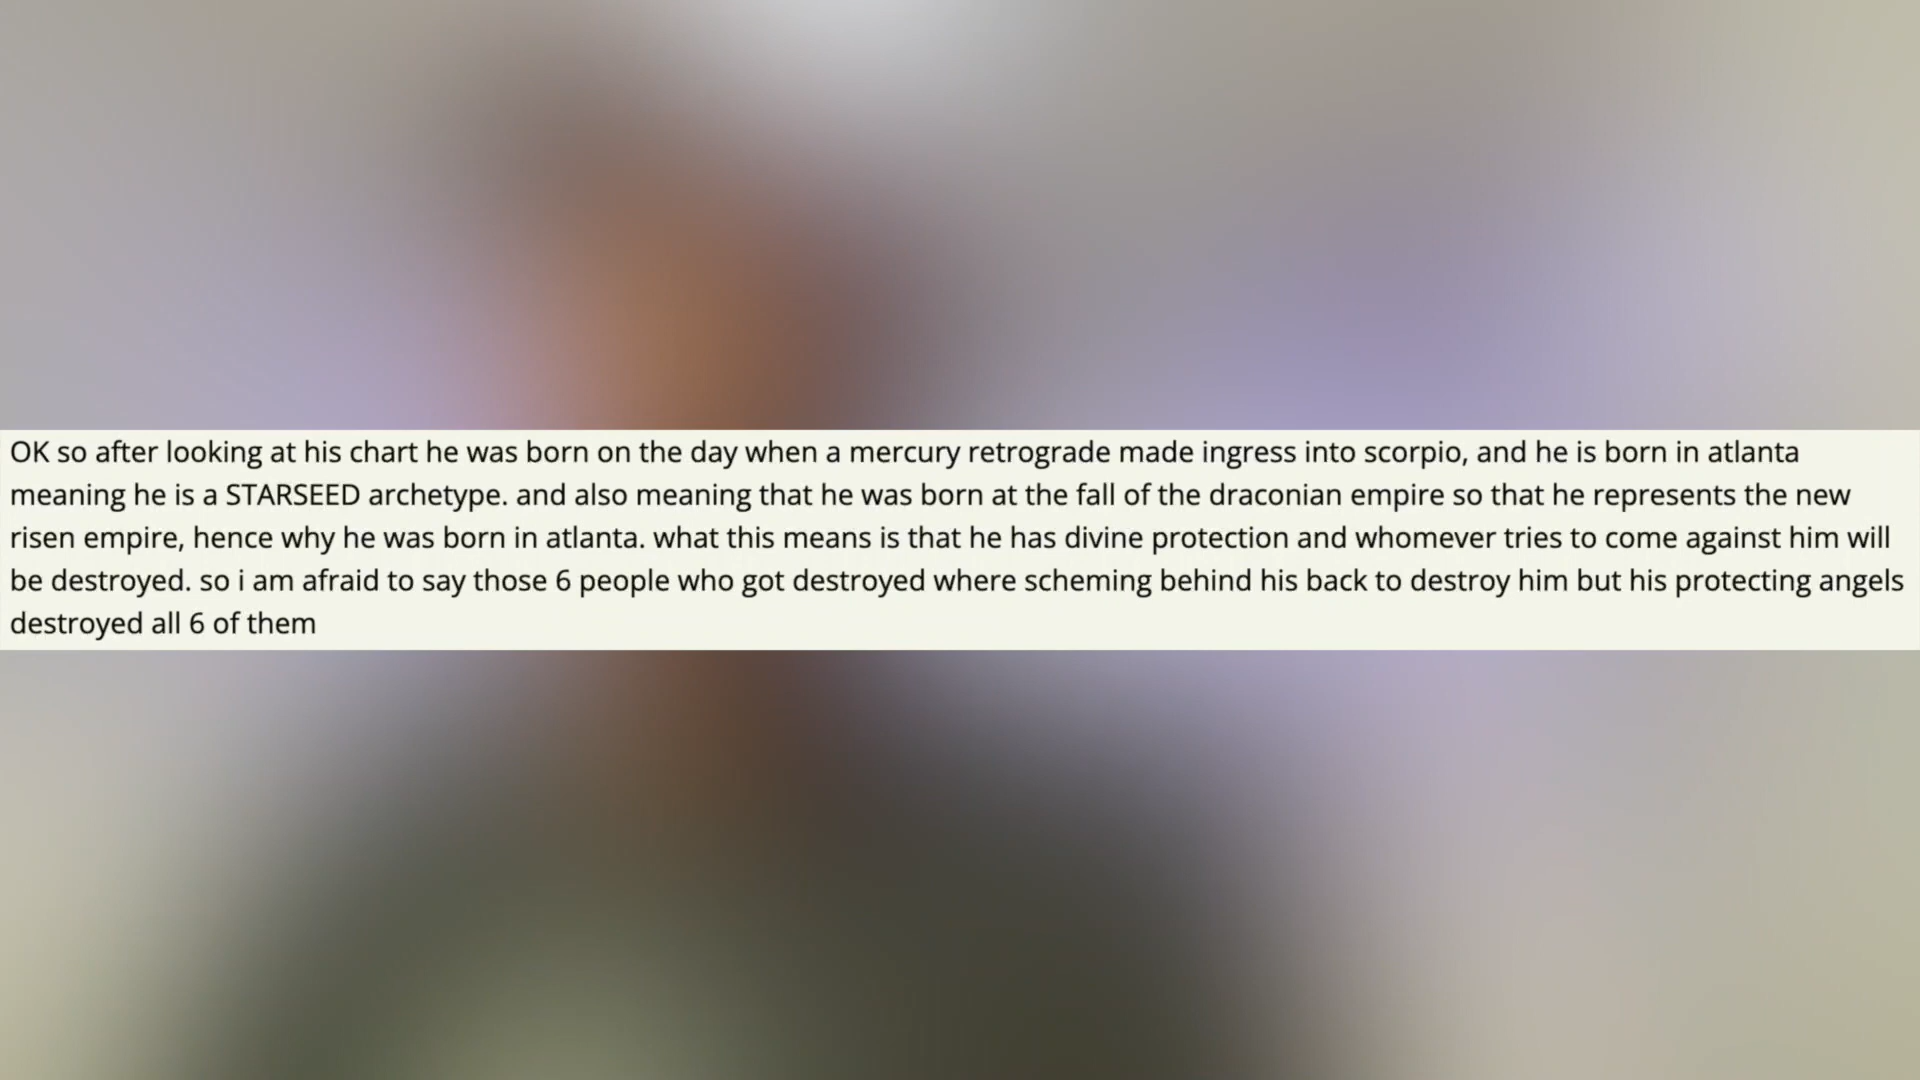 OK so after looking at his chart he was born on the day when a mercury retrograde made ingress into scorpio, and he is born in atlanta
meaning he is a STARSEED archetype. and also meaning that he was born at the fall of the draconian empire so that he represents the new
risen empire, hence why he was born in atlanta. what this means is that he has divine protection and whomever tries to come against him will
be destroyed. so i am afraid to say those 6 people who got destroyed where scheming behind his back to destroy him but his protecting angels
destroyed all 6 of them